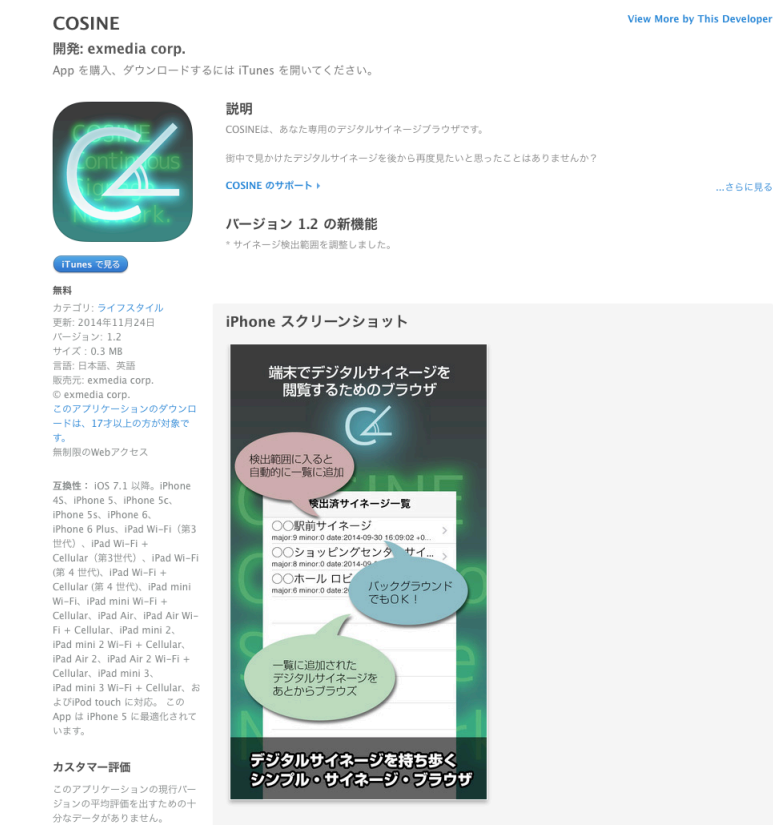 COSINE
View More by This Developer
開発: exmedia corp.
App を購入、ダウンロードするには iTunes を開いてください。
COSINE
Continuous
Signage
Network.
iTunes で見る
無料
カテゴリ: ライフスタイル
更新: 2014年11月24日
バージョン: 1.2
サイズ : 0.3 MB
言語: 日本語、英語
販売元: exmedia corp.
© exmedia corp.
このアプリケーションのダウンロ
ードは、17才以上の方が対象で
す。
無制限のWebアクセス
互換性： iOS 7.1 以降。iPhone
4S、iPhone 5、iPhone 5c、
iPhone 5s、iPhone 6、
iPhone 6 Plus、iPad Wi-Fi（第3
世代）、iPad Wi-Fi +
Cellular（第3世代）、iPad Wi-Fi
(第 4 世代)、iPad Wi-Fi +
Cellular (第 4 世代)、iPad mini
Wi-Fi、iPad mini Wi-Fi +
Cellular、iPad Air、iPad Air Wi-
Fi + Cellular、iPad mini 2、
iPad mini 2 Wi-Fi + Cellular、
iPad Air 2、iPad Air 2 Wi-Fi +
Cellular、iPad mini 3、
iPad mini 3 Wi-Fi + Cellular、お
よびiPod touch に対応。 この
App は iPhone 5 に最適化されて
います。
カスタマー評価
このアプリケーションの現行バー
ジョンの平均評価を出すための十
分なデータがありません。
説明
COSINEは、あなた専用のデジタルサイネージブラウザです。
街中で見かけたデジタルサイネージを後から再度見たいと思ったことはありませんか？
COSINE のサポート
...さらに見る
バージョン 1.2 の新機能
* サイネージ検出範囲を調整しました。
iPhone スクリーンショット
端末でデジタルサイネージを
閲覧するためのブラウザ
検出範囲に入ると
自動的に一覧に追加
検出済サイネージ一覧
〇〇駅前サイネージ
major:9 minor:0 date:2014-09-30 16:09:02 +0...
〇〇ショッピングセンターサイ...
major:8 minor:0 date:2014-09
〇〇ホール ロビ
major:6 minor:0 date:20
バックグラウンド
でもOK！
一覧に追加された
デジタルサイネージを
あとからブラウズ
デジタルサイネージを持ち歩く
シンプル・サイネージ・ブラウザ